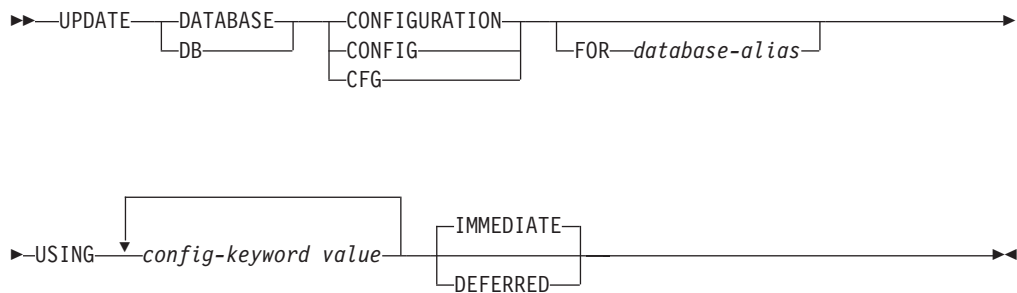 UPDATE DATABASE CONFIGURATION
DB CONFIG FOR database-alias
CFG
USING config-keyword value IMMEDIATE
DEFERRED